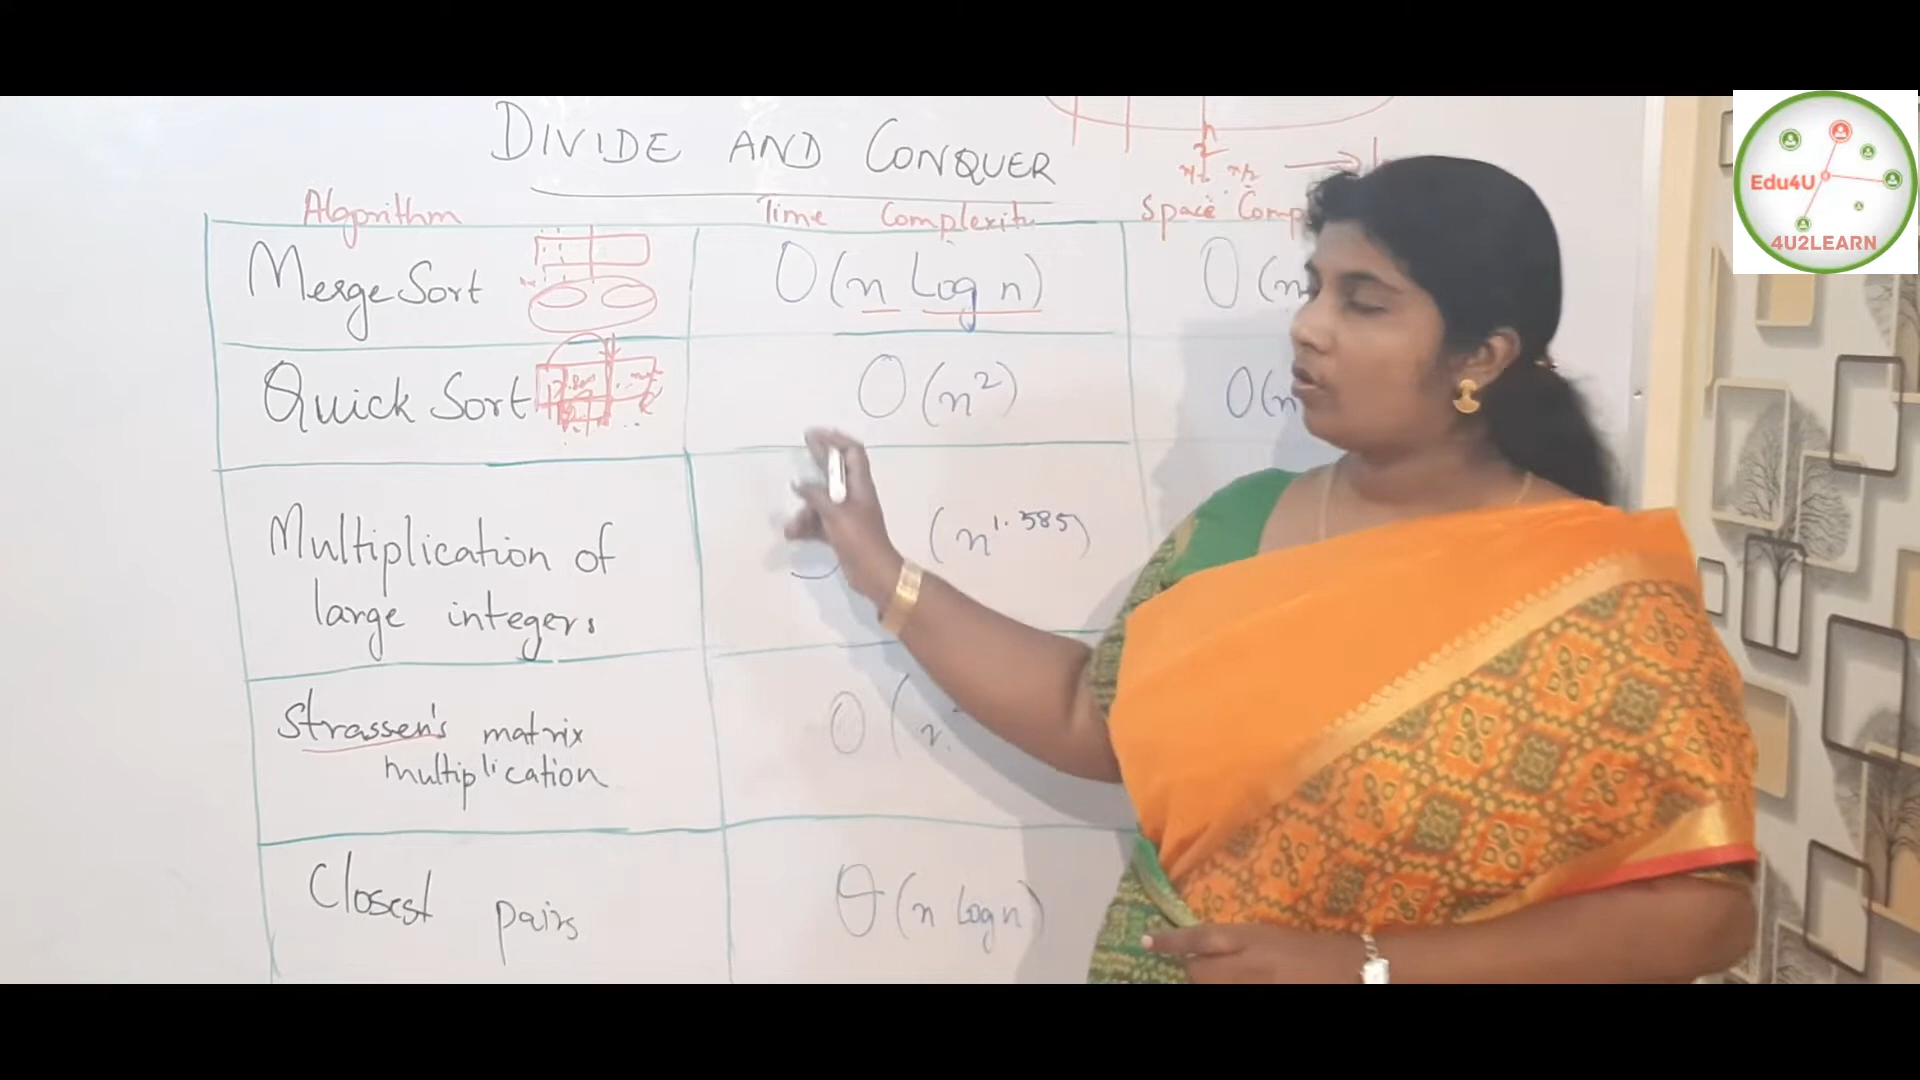 DIVIDE AND CONQUER
Algorithm Time Complexity Space Comp
Merge Sort O(n Log n) O(n
Quick Sort O(n²) O(n
Multiplication of
large integers
(n^1.585)
Strassen's matrix
multiplication
O(n
Closest pairs Θ(n log n)
Edu4U
4U2LEARN